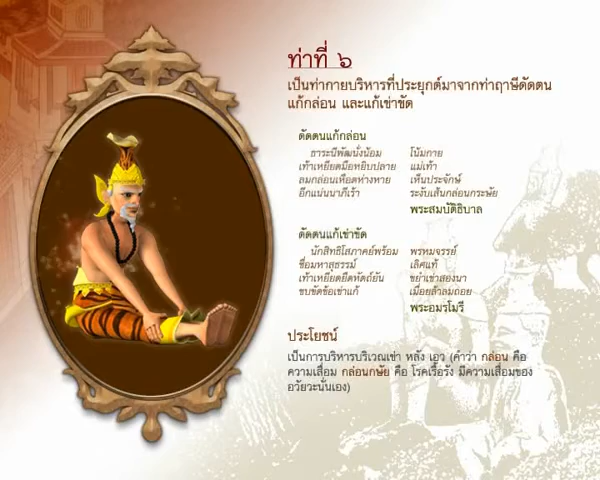 ท่าที่ ๖
เป็นท่ากายบริหารที่ประยุกต์มาจากท่าฤาษีดัดตน
แก้กล่อน และแก้เข่าขัด
ดัดตนแก้กล่อน
ธาระนีพัฒนั่งน้อม โน้มกาย
เท้าเหยียดมือหยิบปลาย แม่เท้า
ลมกล่อนเหือดห่างหาย เห็นประจักษ์
อีกแน่นนาภีเร้า ระงับเส้นกล่อนกระษัย
พระสมบัติธิบาล
ดัดตนแก้เข่าขัด
นักสิทธิโสภาคย์พร้อม พรหมจรรย์
ชื่อมหาสุธรรม์ เลิศแท้
เท้าเหยียดยืดหัตถ์ยัน ขยำเข่าสองนา
ขบขัดข้อเข่าแก้ เมื่อยล้าลมถอย
พระอมรโมรี
ประโยชน์
เป็นการบริหารบริเวณเข่า หลัง เอว (คำว่า กล่อน คือ
ความเสื่อม กล่อนกษัย คือ โรคเรื้อรัง มีความเสื่อมของ
อวัยวะนั่นเอง)